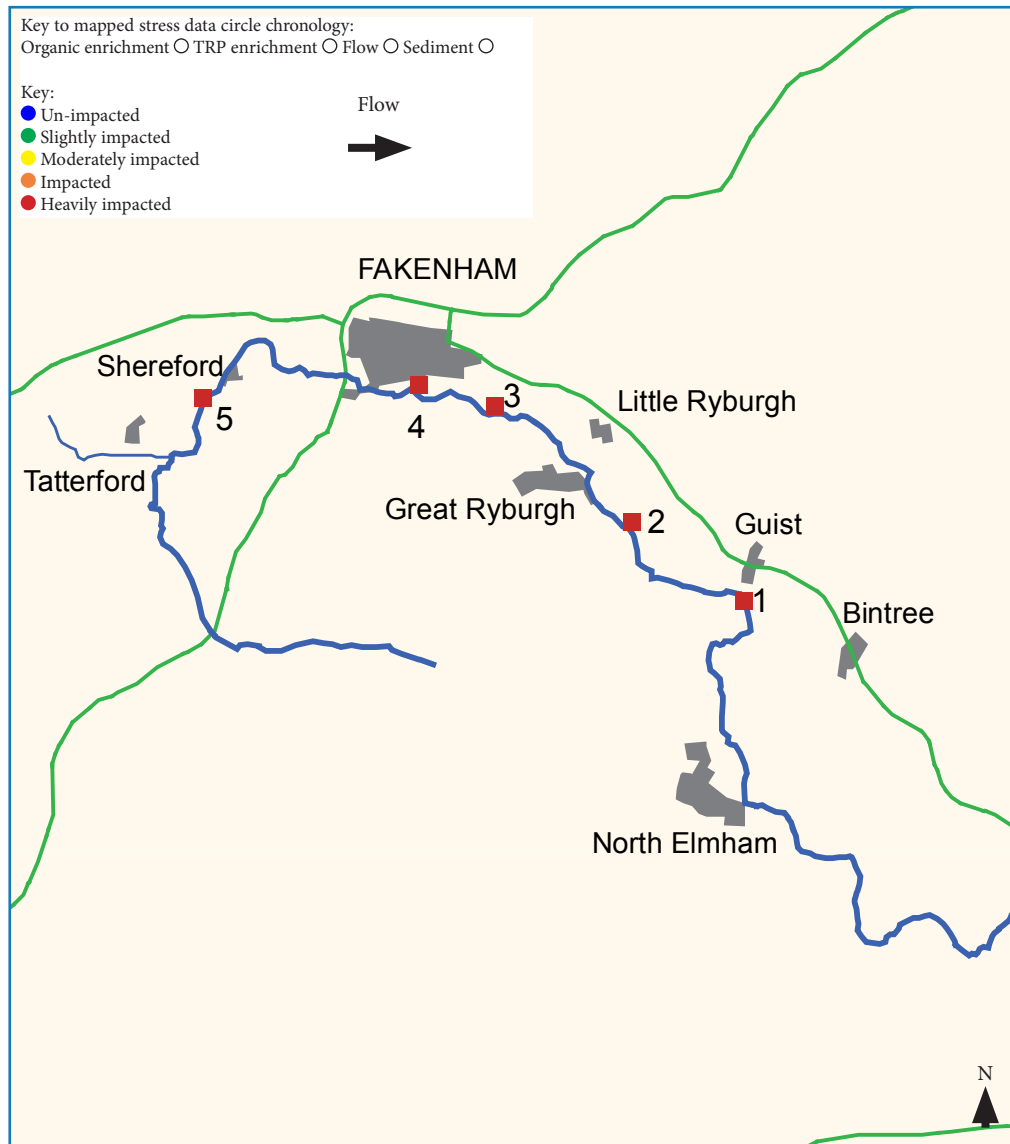 Key to mapped stress data circle chronology:
Organic enrichment TRP enrichment Flow Sediment
Key:
Un-impacted
Slightly impacted
Moderately impacted
Impacted
Heavily impacted
Flow
FAKENHAM
Shereford
5
4
3
Little Ryburgh
Tatterford
Great Ryburgh
2
Guist
1
Bintree
North Elmham
N